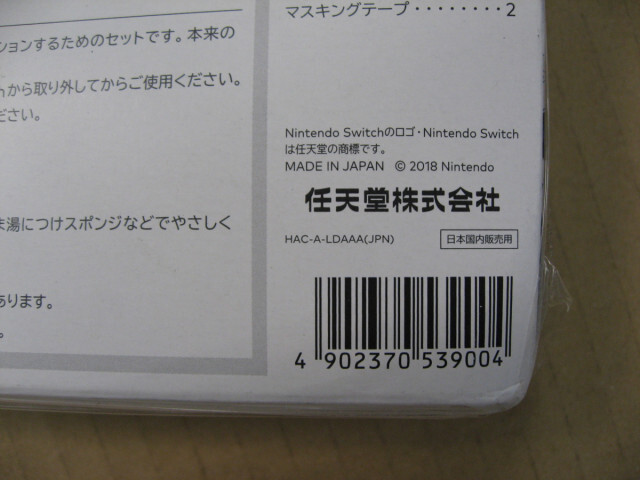 ションするためのセットです。本来の
から取り外してからご使用ください。
ださい。
湯につけスポンジなどでやさしく
あります。
マスキングテープ・・・・・・・・2
Nintendo Switchのロゴ・Nintendo Switch
は任天堂の商標です。
MADE IN JAPAN © 2018 Nintendo
任天堂株式会社
HAC-A-LDAAA(JPN)
日本国内販売用
4 902370 539004